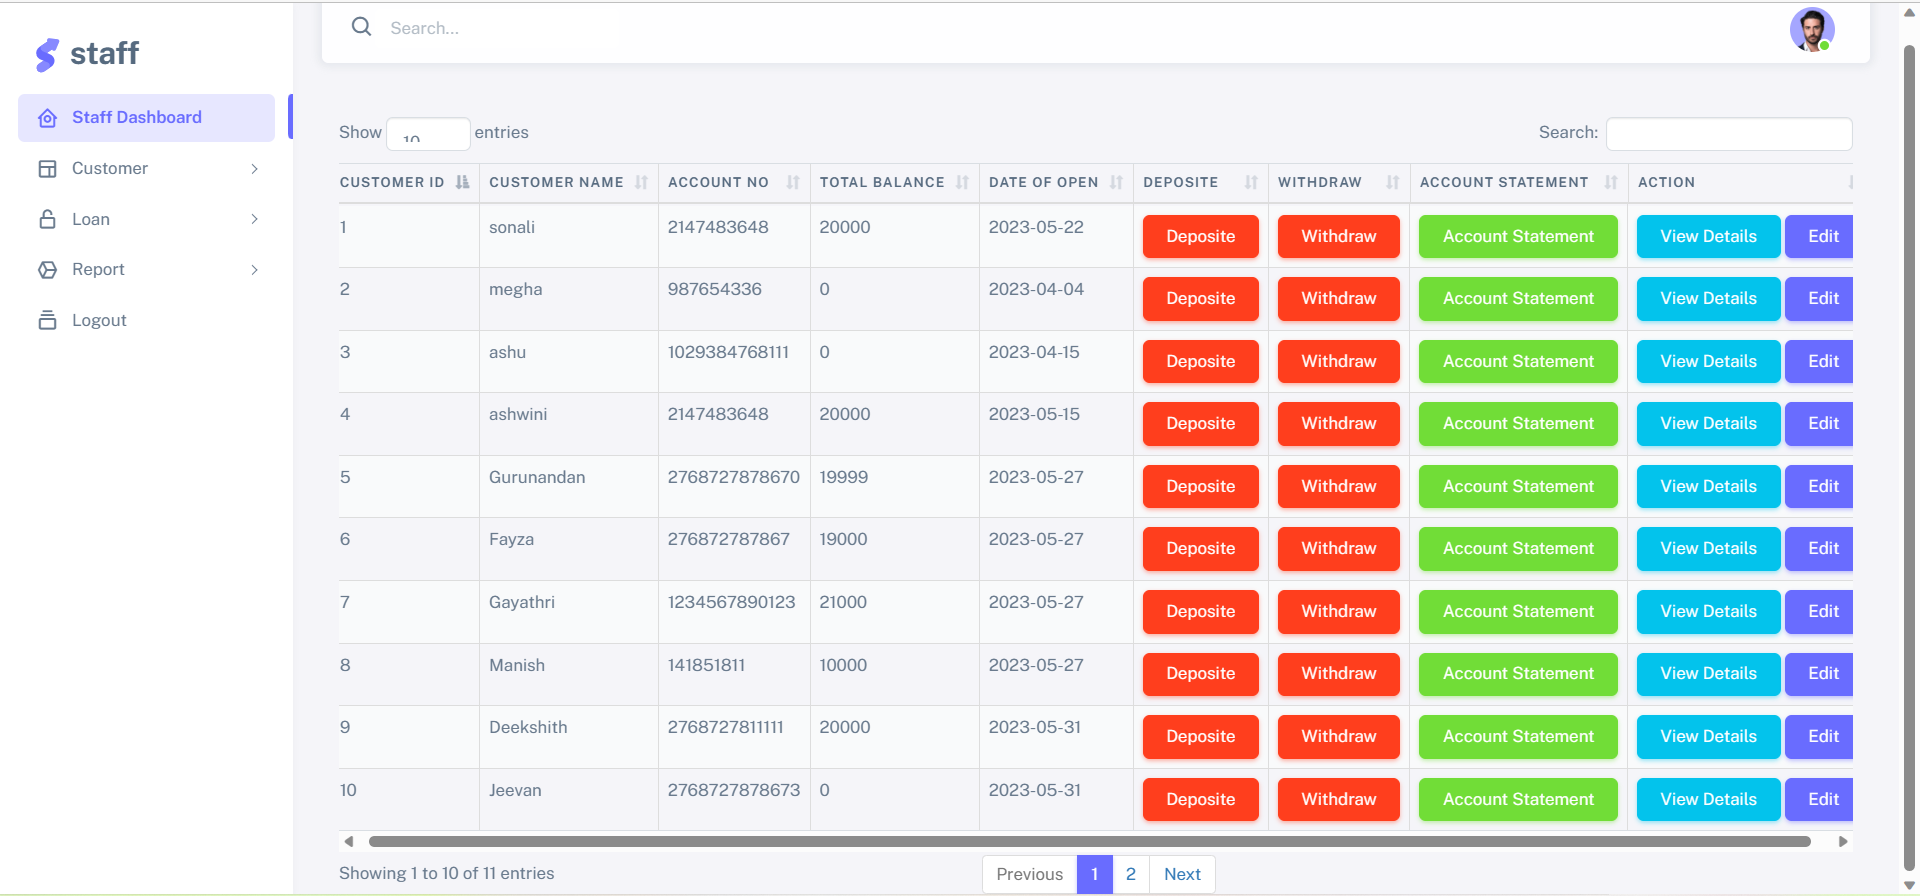 staff
Search...
Staff Dashboard
Customer
Loan
Report
Logout
Show 10 entries
Search:
CUSTOMER ID CUSTOMER NAME ACCOUNT NO TOTAL BALANCE DATE OF OPEN DEPOSITE WITHDRAW ACCOUNT STATEMENT ACTION
1 sonali 2147483648 20000 2023-05-22 Deposite Withdraw Account Statement View Details Edit
2 megha 987654336 0 2023-04-04 Deposite Withdraw Account Statement View Details Edit
3 ashu 1029384768111 0 2023-04-15 Deposite Withdraw Account Statement View Details Edit
4 ashwini 2147483648 20000 2023-05-15 Deposite Withdraw Account Statement View Details Edit
5 Gurunandan 2768727878670 19999 2023-05-27 Deposite Withdraw Account Statement View Details Edit
6 Fayza 276872787867 19000 2023-05-27 Deposite Withdraw Account Statement View Details Edit
7 Gayathri 1234567890123 21000 2023-05-27 Deposite Withdraw Account Statement View Details Edit
8 Manish 141851811 10000 2023-05-27 Deposite Withdraw Account Statement View Details Edit
9 Deekshith 2768727811111 20000 2023-05-31 Deposite Withdraw Account Statement View Details Edit
10 Jeevan 2768727878673 0 2023-05-31 Deposite Withdraw Account Statement View Details Edit
Showing 1 to 10 of 11 entries
Previous 1 2 Next